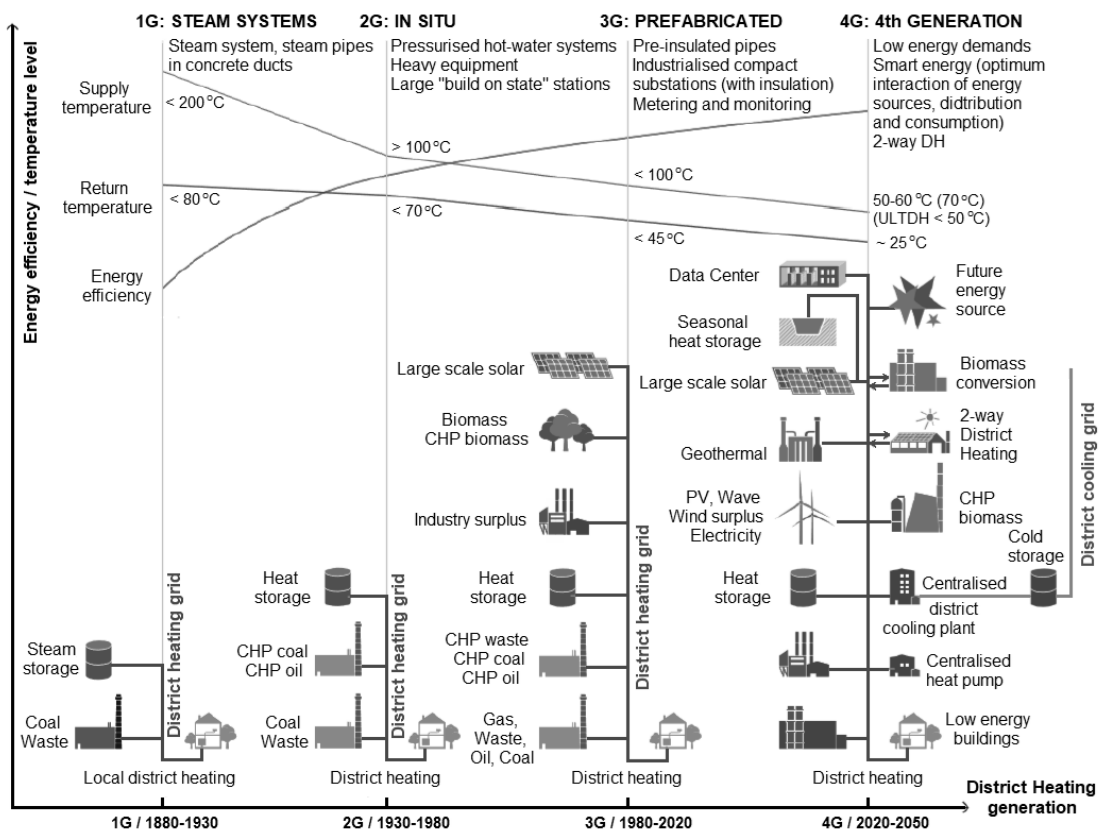 1G: STEAM SYSTEMS
Steam system, steam pipes
in concrete ducts
2G: IN SITU
Pressurised hot-water systems
Heavy equipment
Large "build on state" stations
3G: PREFABRICATED
Pre-insulated pipes
Industrialised compact
substations (with insulation)
Metering and monitoring
4G: 4th GENERATION
Low energy demands
Smart energy (optimum
interaction of energy
sources, didtribution
and consumption)
2-way DH
Energy efficiency / temperature level
Supply
temperature
< 200°C
> 100°C
< 100°C
50-60 °C (70°C)
(ULTDH < 50°C)
Return
temperature
< 80°C
< 70°C
< 45°C
~ 25°C
Energy
efficiency
Steam
storage
Coal
Waste
District heating grid
Local district heating
Heat
storage
CHP coal
CHP oil
Coal
Waste
District heating grid
District heating
Large scale solar
Biomass
CHP biomass
Industry surplus
Heat
storage
CHP waste
CHP coal
CHP oil
Gas,
Waste,
Oil, Coal
District heating grid
District heating
Data Center
Seasonal
heat storage
Large scale solar
Geothermal
PV, Wave
Wind surplus
Electricity
Heat
storage
Future
energy
source
Biomass
conversion
2-way
District
Heating
CHP
biomass
Cold
storage
Centralised
district
cooling plant
Centralised
heat pump
Low energy
buildings
District cooling grid
District heating
District Heating
generation
1G / 1880-1930
2G / 1930-1980
3G / 1980-2020
4G / 2020-2050